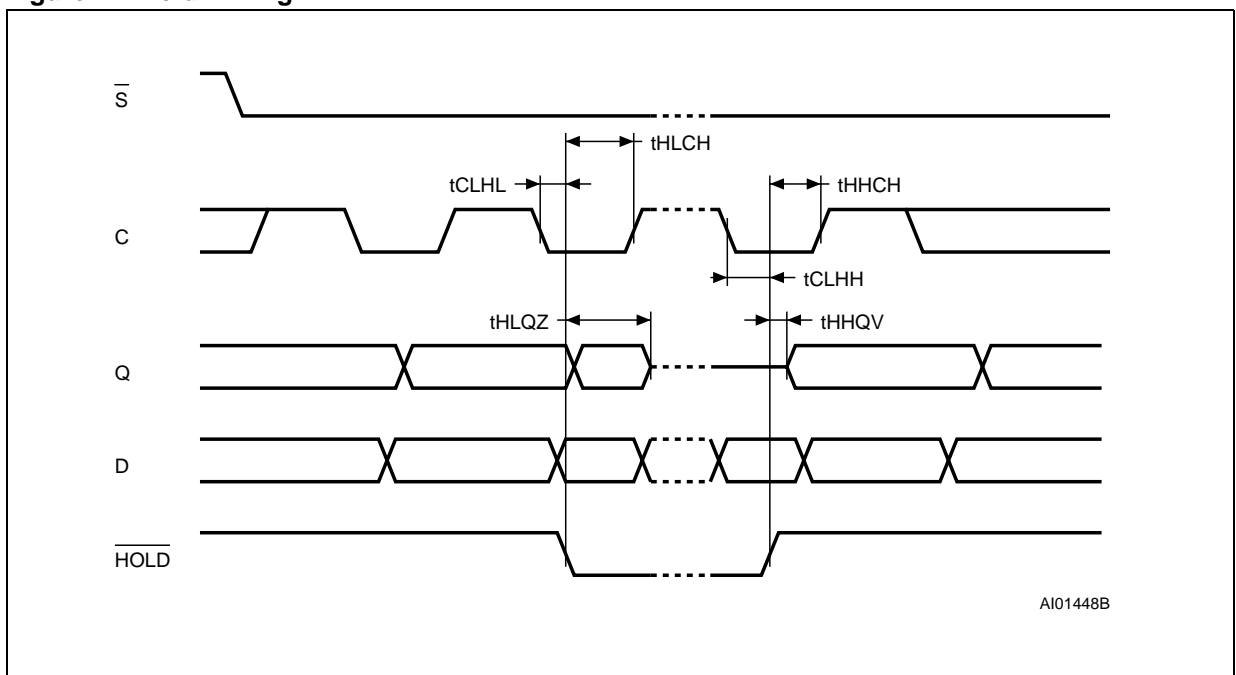 S
tHLCH
tCLHL
tHHCH
C
tCLHH
tHLQZ
tHHQV
Q
D
HOLD
AI01448B